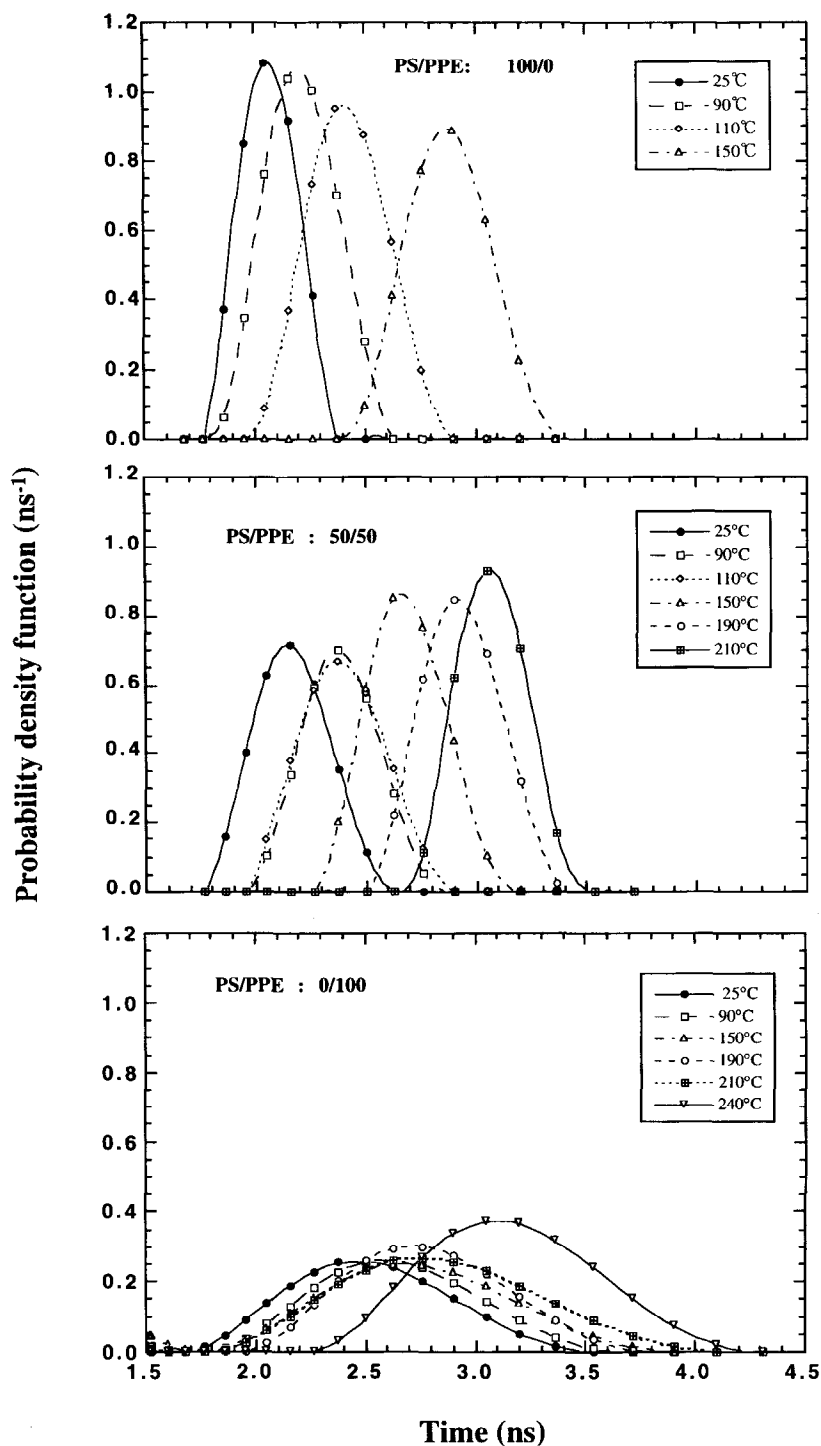 1.2
PS/PPE: 100/0
25℃
90℃
110℃
150℃
1.0
0.8
0.6
0.4
0.2
0.0
1.2
PS/PPE : 50/50
25°C
90°C
110°C
150°C
190°C
210°C
1.0
0.8
0.6
0.4
0.2
0.0
1.2
PS/PPE : 0/100
25°C
90°C
150°C
190°C
210°C
240°C
1.0
0.8
0.6
0.4
0.2
0.0
1.5 2.0 2.5 3.0 3.5 4.0 4.5
Time (ns)
Probability density function (ns⁻¹)